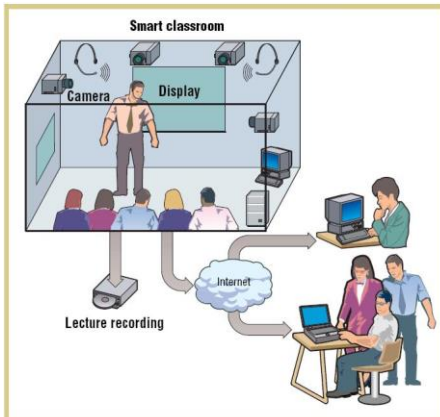 Smart classroom
Camera
Display
Internet
Lecture recording